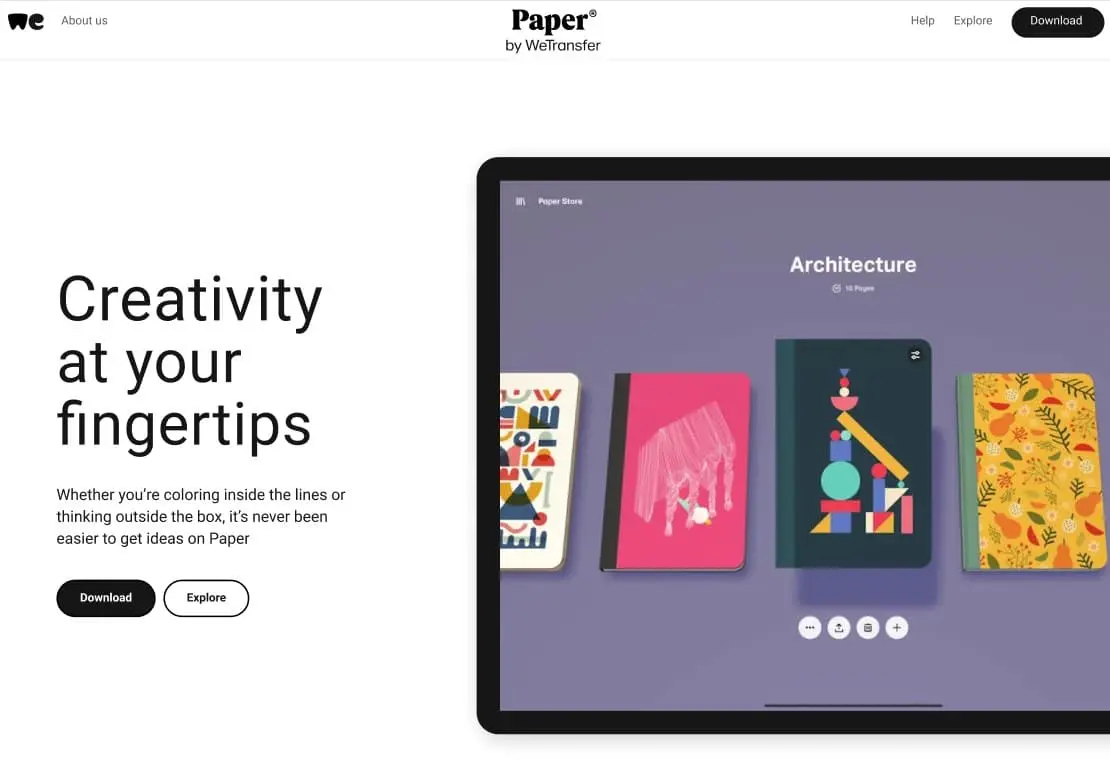 we
About us
Paper®
by WeTransfer
Help
Explore
Download
Paper Store
Architecture
10 Pages
Creativity
at your
fingertips
Whether you’re coloring inside the lines or
thinking outside the box, it’s never been
easier to get ideas on Paper
Download
Explore